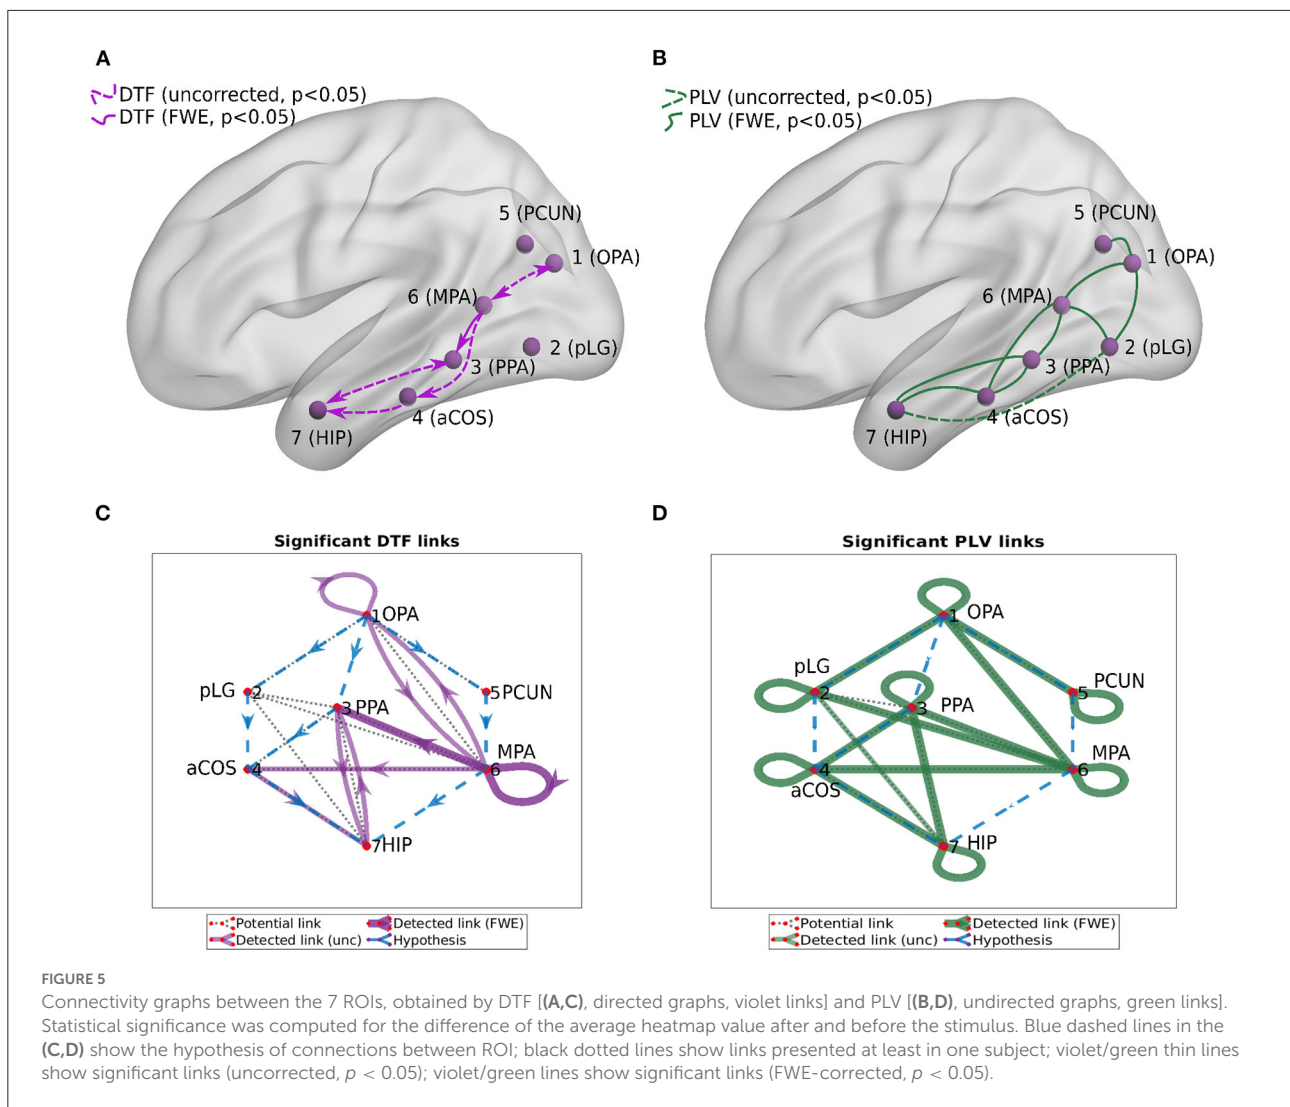 A
DTF (uncorrected, p<0.05)
DTF (FWE, p<0.05)
5 (PCUN)
1 (OPA)
6 (MPA)
2 (pLG)
3 (PPA)
4 (aCOS)
7 (HIP)
B
PLV (uncorrected, p<0.05)
PLV (FWE, p<0.05)
5 (PCUN)
1 (OPA)
6 (MPA)
2 (pLG)
3 (PPA)
4 (aCOS)
7 (HIP)
C
Significant DTF links
1OPA
pLG 2
5PCUN
3 PPA
MPA
aCOS 4
6
7HIP
Potential link
Detected link (FWE)
Detected link (unc)
Hypothesis
D
Significant PLV links
1 OPA
pLG
2
PCUN
5
3 PPA
MPA
4
6
aCOS
7 HIP
Potential link
Detected link (FWE)
Detected link (unc)
Hypothesis
FIGURE 5
Connectivity graphs between the 7 ROIs, obtained by DTF [(A,C), directed graphs, violet links] and PLV [(B,D), undirected graphs, green links].
Statistical significance was computed for the difference of the average heatmap value after and before the stimulus. Blue dashed lines in the
(C,D) show the hypothesis of connections between ROI; black dotted lines show links presented at least in one subject; violet/green thin lines
show significant links (uncorrected, p < 0.05); violet/green lines show significant links (FWE-corrected, p < 0.05).